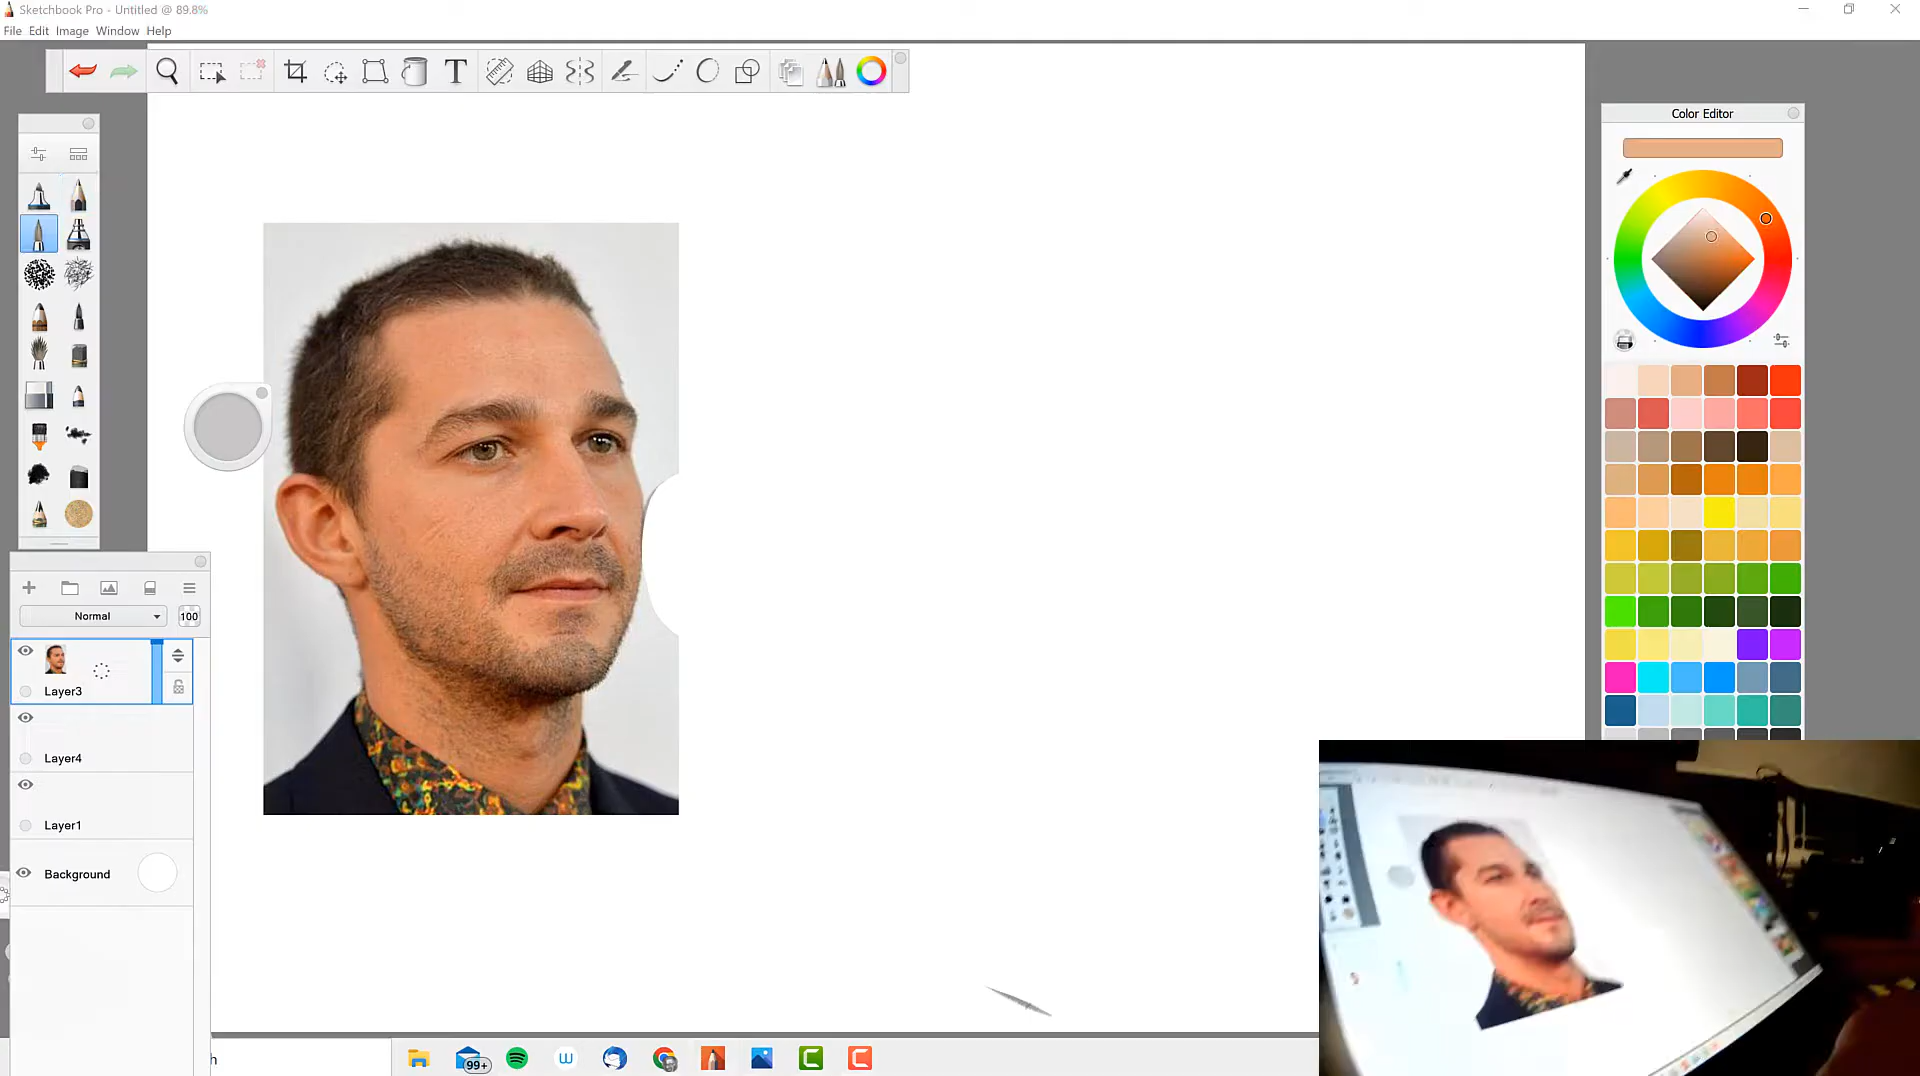 Sketchbook Pro - Untitled @ 89.8%
File Edit Image Window Help
T
Color Editor
Normal
100
Layer3
Layer4
Layer1
Background
h
99+
w